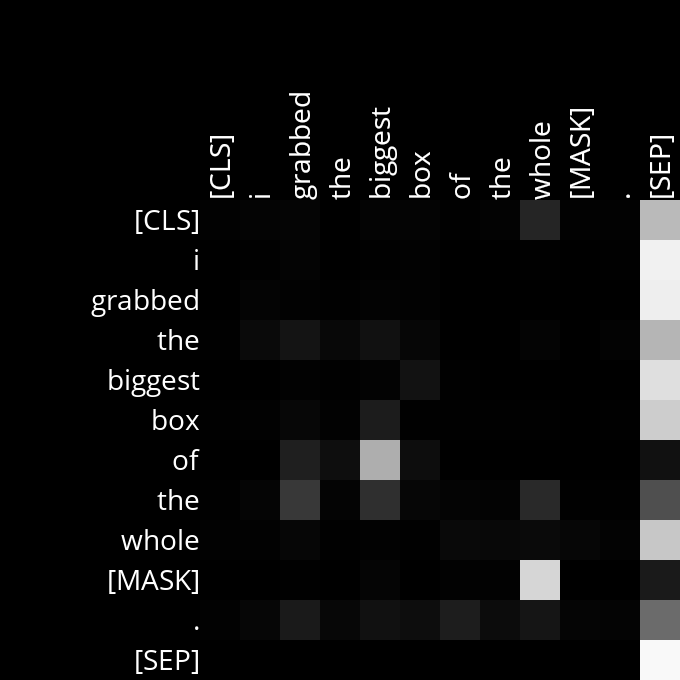 [CLS] i grabbed the biggest box of the whole [MASK] . [SEP]
[CLS]
i
grabbed
the
biggest
box
of
the
whole
[MASK]
.
[SEP]